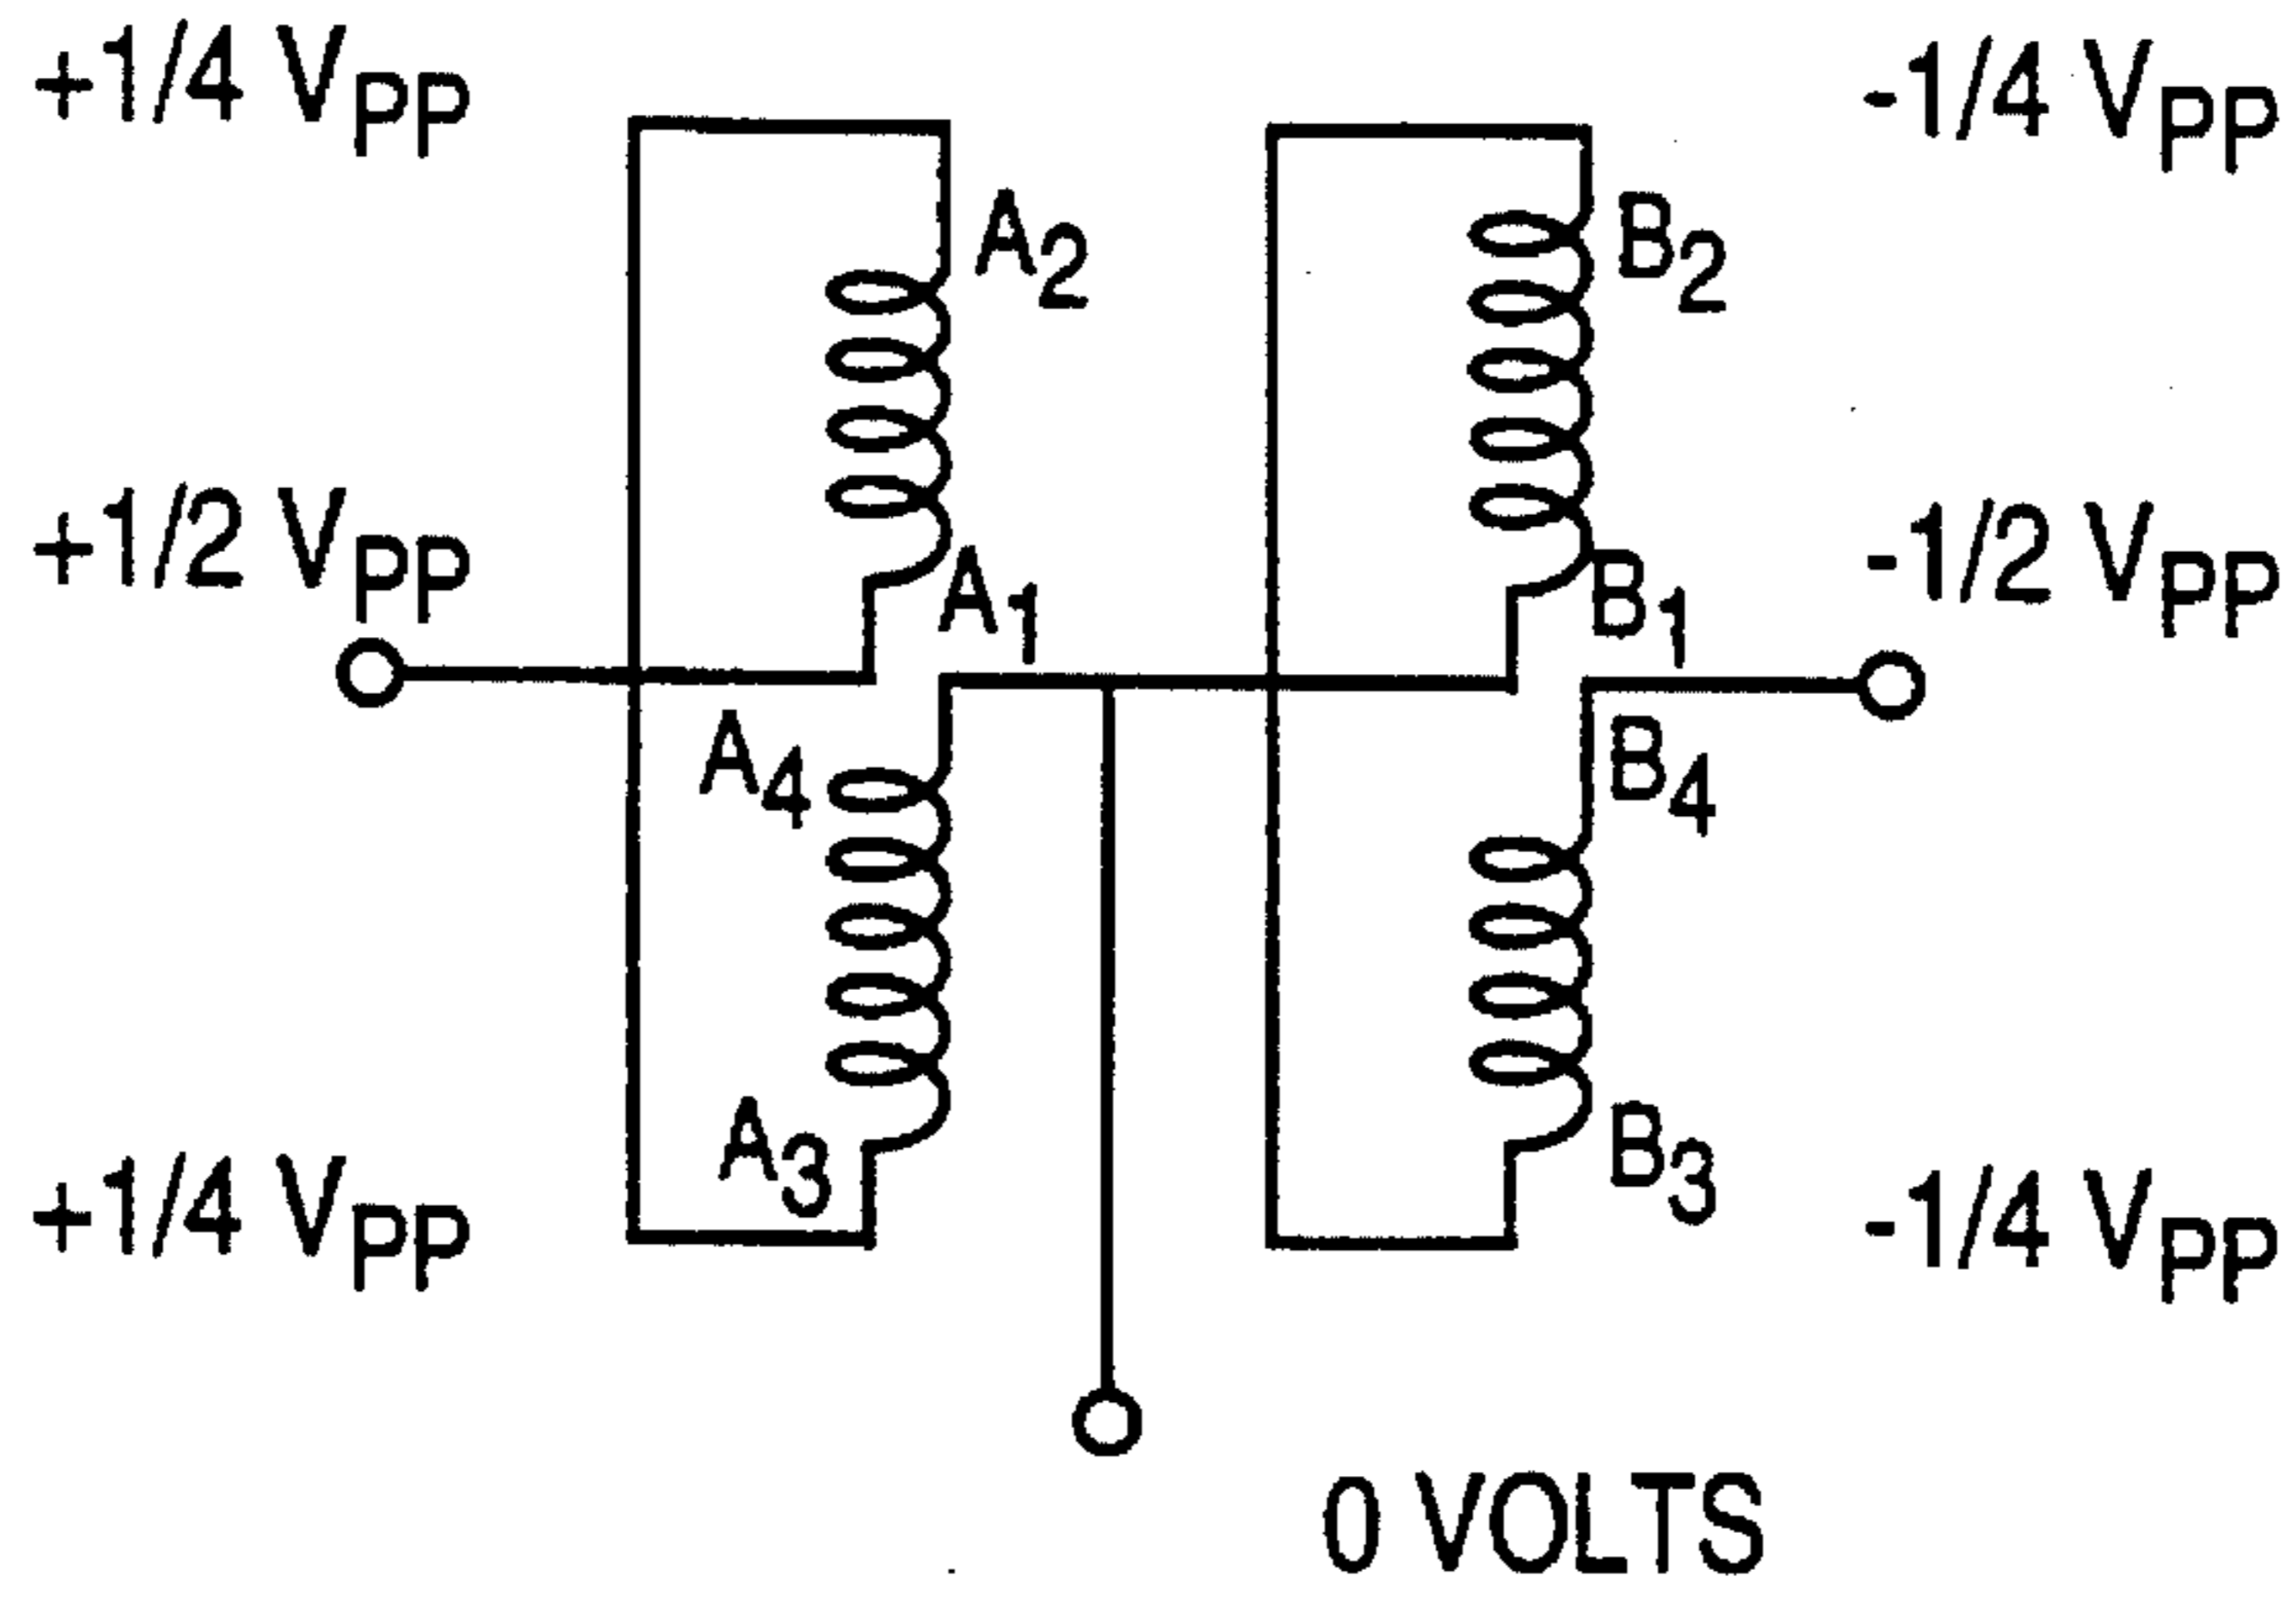 +1/4 VPP
-1/4 VPP
A2
B2
+1/2 VPP
-1/2 VPP
A1
B1
A4
B4
A3
B3
+1/4 VPP
-1/4 VPP
0 VOLTS